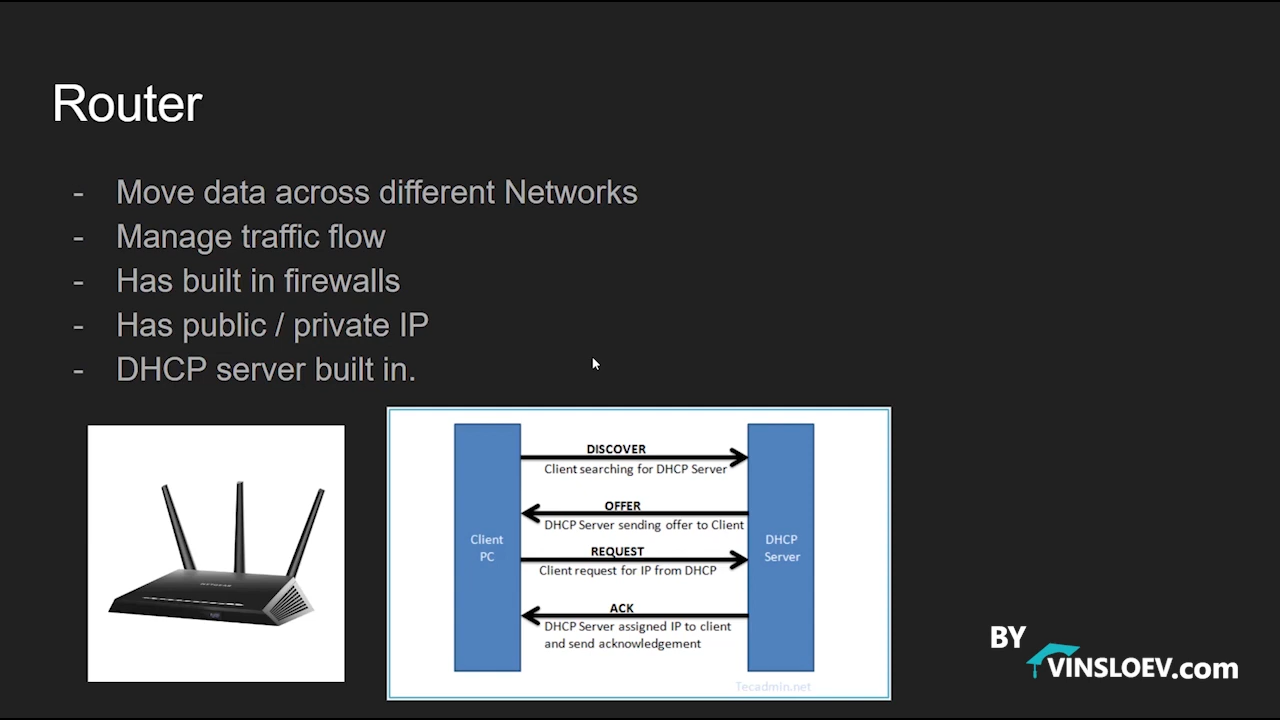 Router
- Move data across different Networks
- Manage traffic flow
- Has built in firewalls
- Has public / private IP
- DHCP server built in.
NETGEAR
DISCOVER
Client searching for DHCP Server
OFFER
DHCP Server sending offer to Client
REQUEST
Client request for IP from DHCP
ACK
DHCP Server assigned IP to client
and send acknowledgement
Client
PC
DHCP
Server
Tecadmin.net
BY
VINSLOEV.com